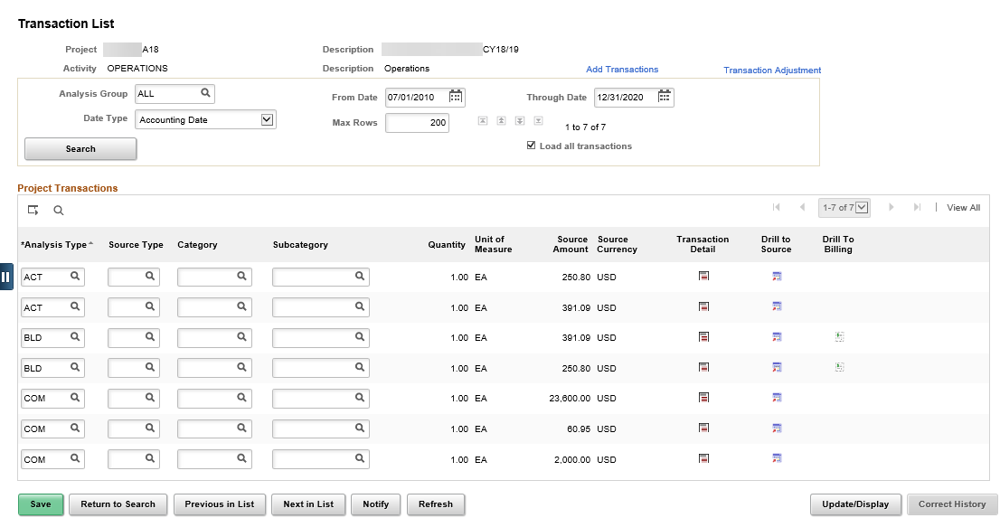 Transaction List
Project A18 Description CY18/19
Activity OPERATIONS Description Operations Add Transactions Transaction Adjustment
Analysis Group ALL From Date 07/01/2010 Through Date 12/31/2020
Date Type Accounting Date Max Rows 200 1 to 7 of 7
Search Load all transactions
Project Transactions
1-7 of 7 | View All
*Analysis Type Source Type Category Subcategory Quantity Unit of Measure Source Amount Source Currency Transaction Detail Drill to Source Drill To Billing
ACT 1.00 EA 250.80 USD
ACT 1.00 EA 391.09 USD
BLD 1.00 EA 391.09 USD
BLD 1.00 EA 250.80 USD
COM 1.00 EA 23,600.00 USD
COM 1.00 EA 60.95 USD
COM 1.00 EA 2,000.00 USD
Save Return to Search Previous in List Next in List Notify Refresh Update/Display Correct History